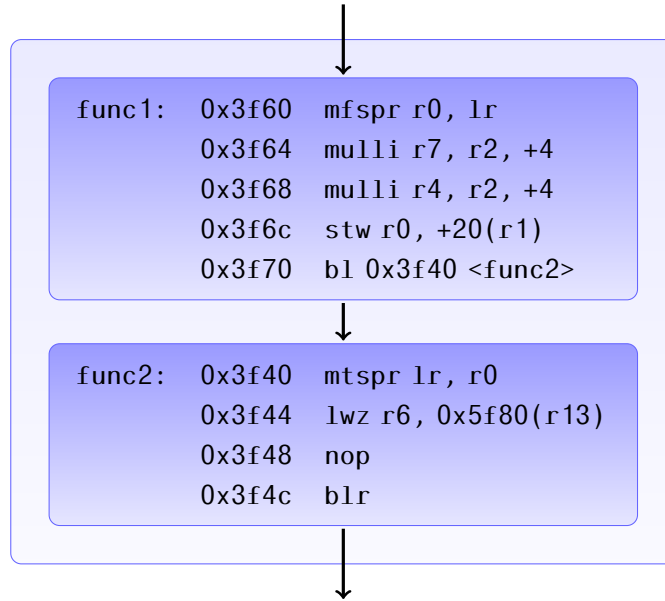 func1: 0x3f60 mfspr r0, lr
0x3f64 mulli r7, r2, +4
0x3f68 mulli r4, r2, +4
0x3f6c stw r0, +20(r1)
0x3f70 bl 0x3f40 <func2>
func2: 0x3f40 mtspr lr, r0
0x3f44 lwz r6, 0x5f80(r13)
0x3f48 nop
0x3f4c blr